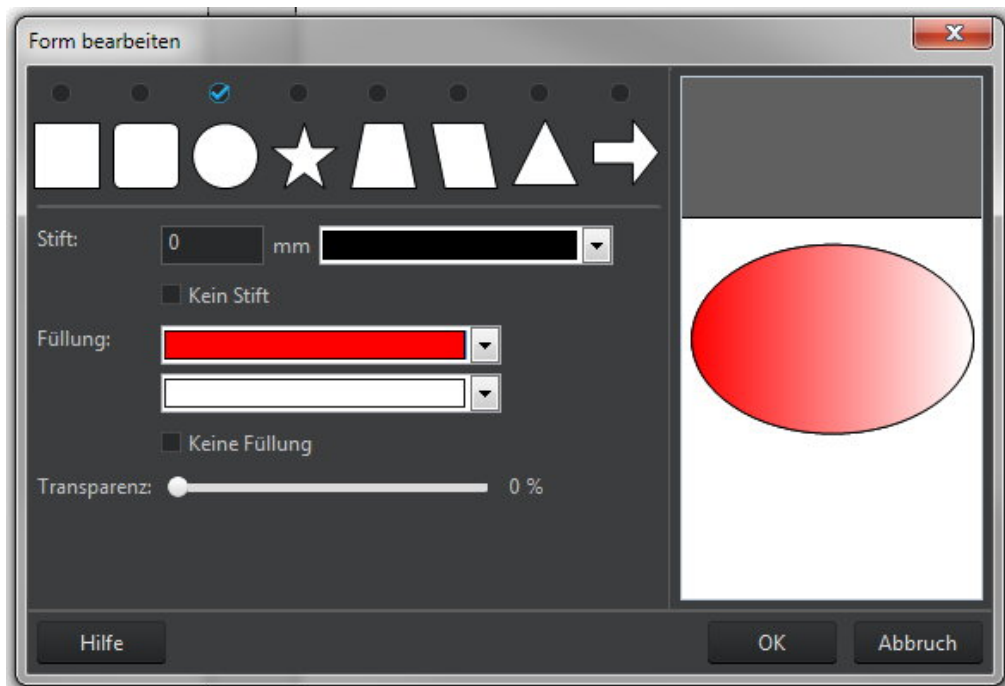 Form bearbeiten
Stift:
0
mm
Kein Stift
Füllung:
Keine Füllung
Transparenz:
0 %
Hilfe
OK
Abbruch